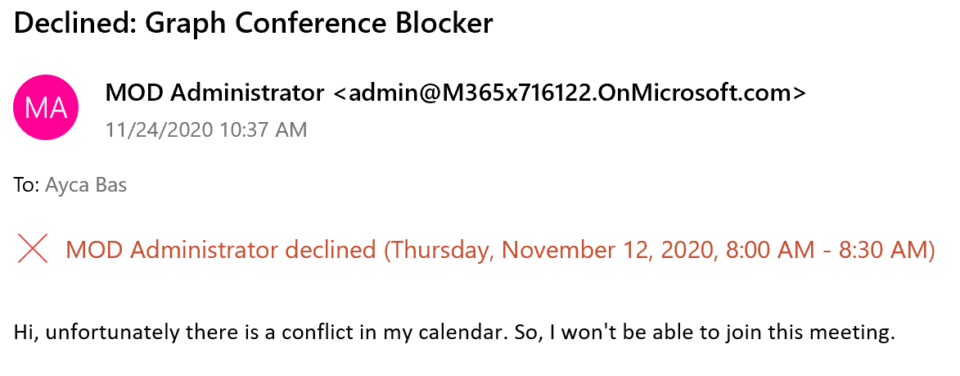 Declined: Graph Conference Blocker
MA
MOD Administrator <admin@M365x716122.OnMicrosoft.com>
11/24/2020 10:37 AM
To: Ayca Bas
MOD Administrator declined (Thursday, November 12, 2020, 8:00 AM - 8:30 AM)
Hi, unfortunately there is a conflict in my calendar. So, I won't be able to join this meeting.